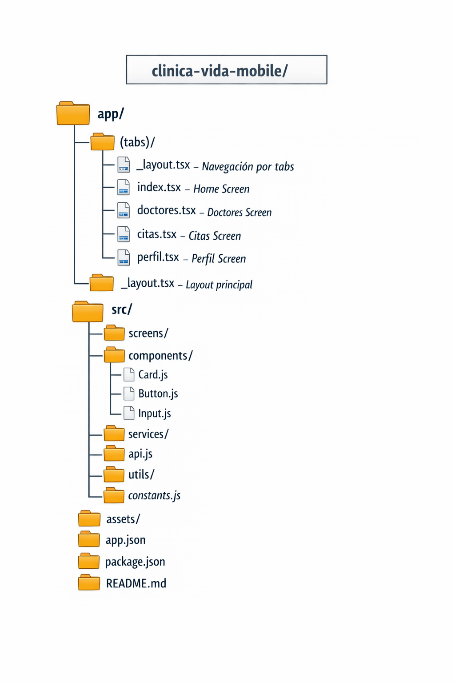 clinica-vida-mobile/
app/
(tabs)/
_layout.tsx – Navegación por tabs
index.tsx – Home Screen
doctores.tsx – Doctores Screen
citas.tsx – Citas Screen
perfil.tsx – Perfil Screen
_layout.tsx – Layout principal
src/
screens/
components/
Card.js
Button.js
Input.js
services/
api.js
utils/
constants.js
assets/
app.json
package.json
README.md